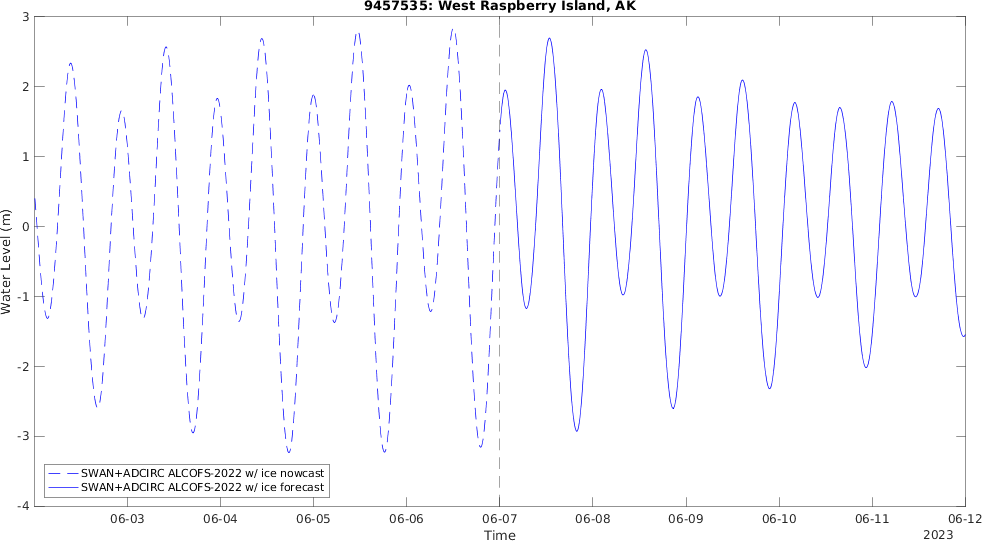 9457535: West Raspberry Island, AK
3
2
1
0
-1
-2
-3
-4
Water Level (m)
SWAN+ADCIRC ALCOFS-2022 w/ ice nowcast
SWAN+ADCIRC ALCOFS-2022 w/ ice forecast
06-03 06-04 06-05 06-06 06-07 06-08 06-09 06-10 06-11 06-12
Time
2023